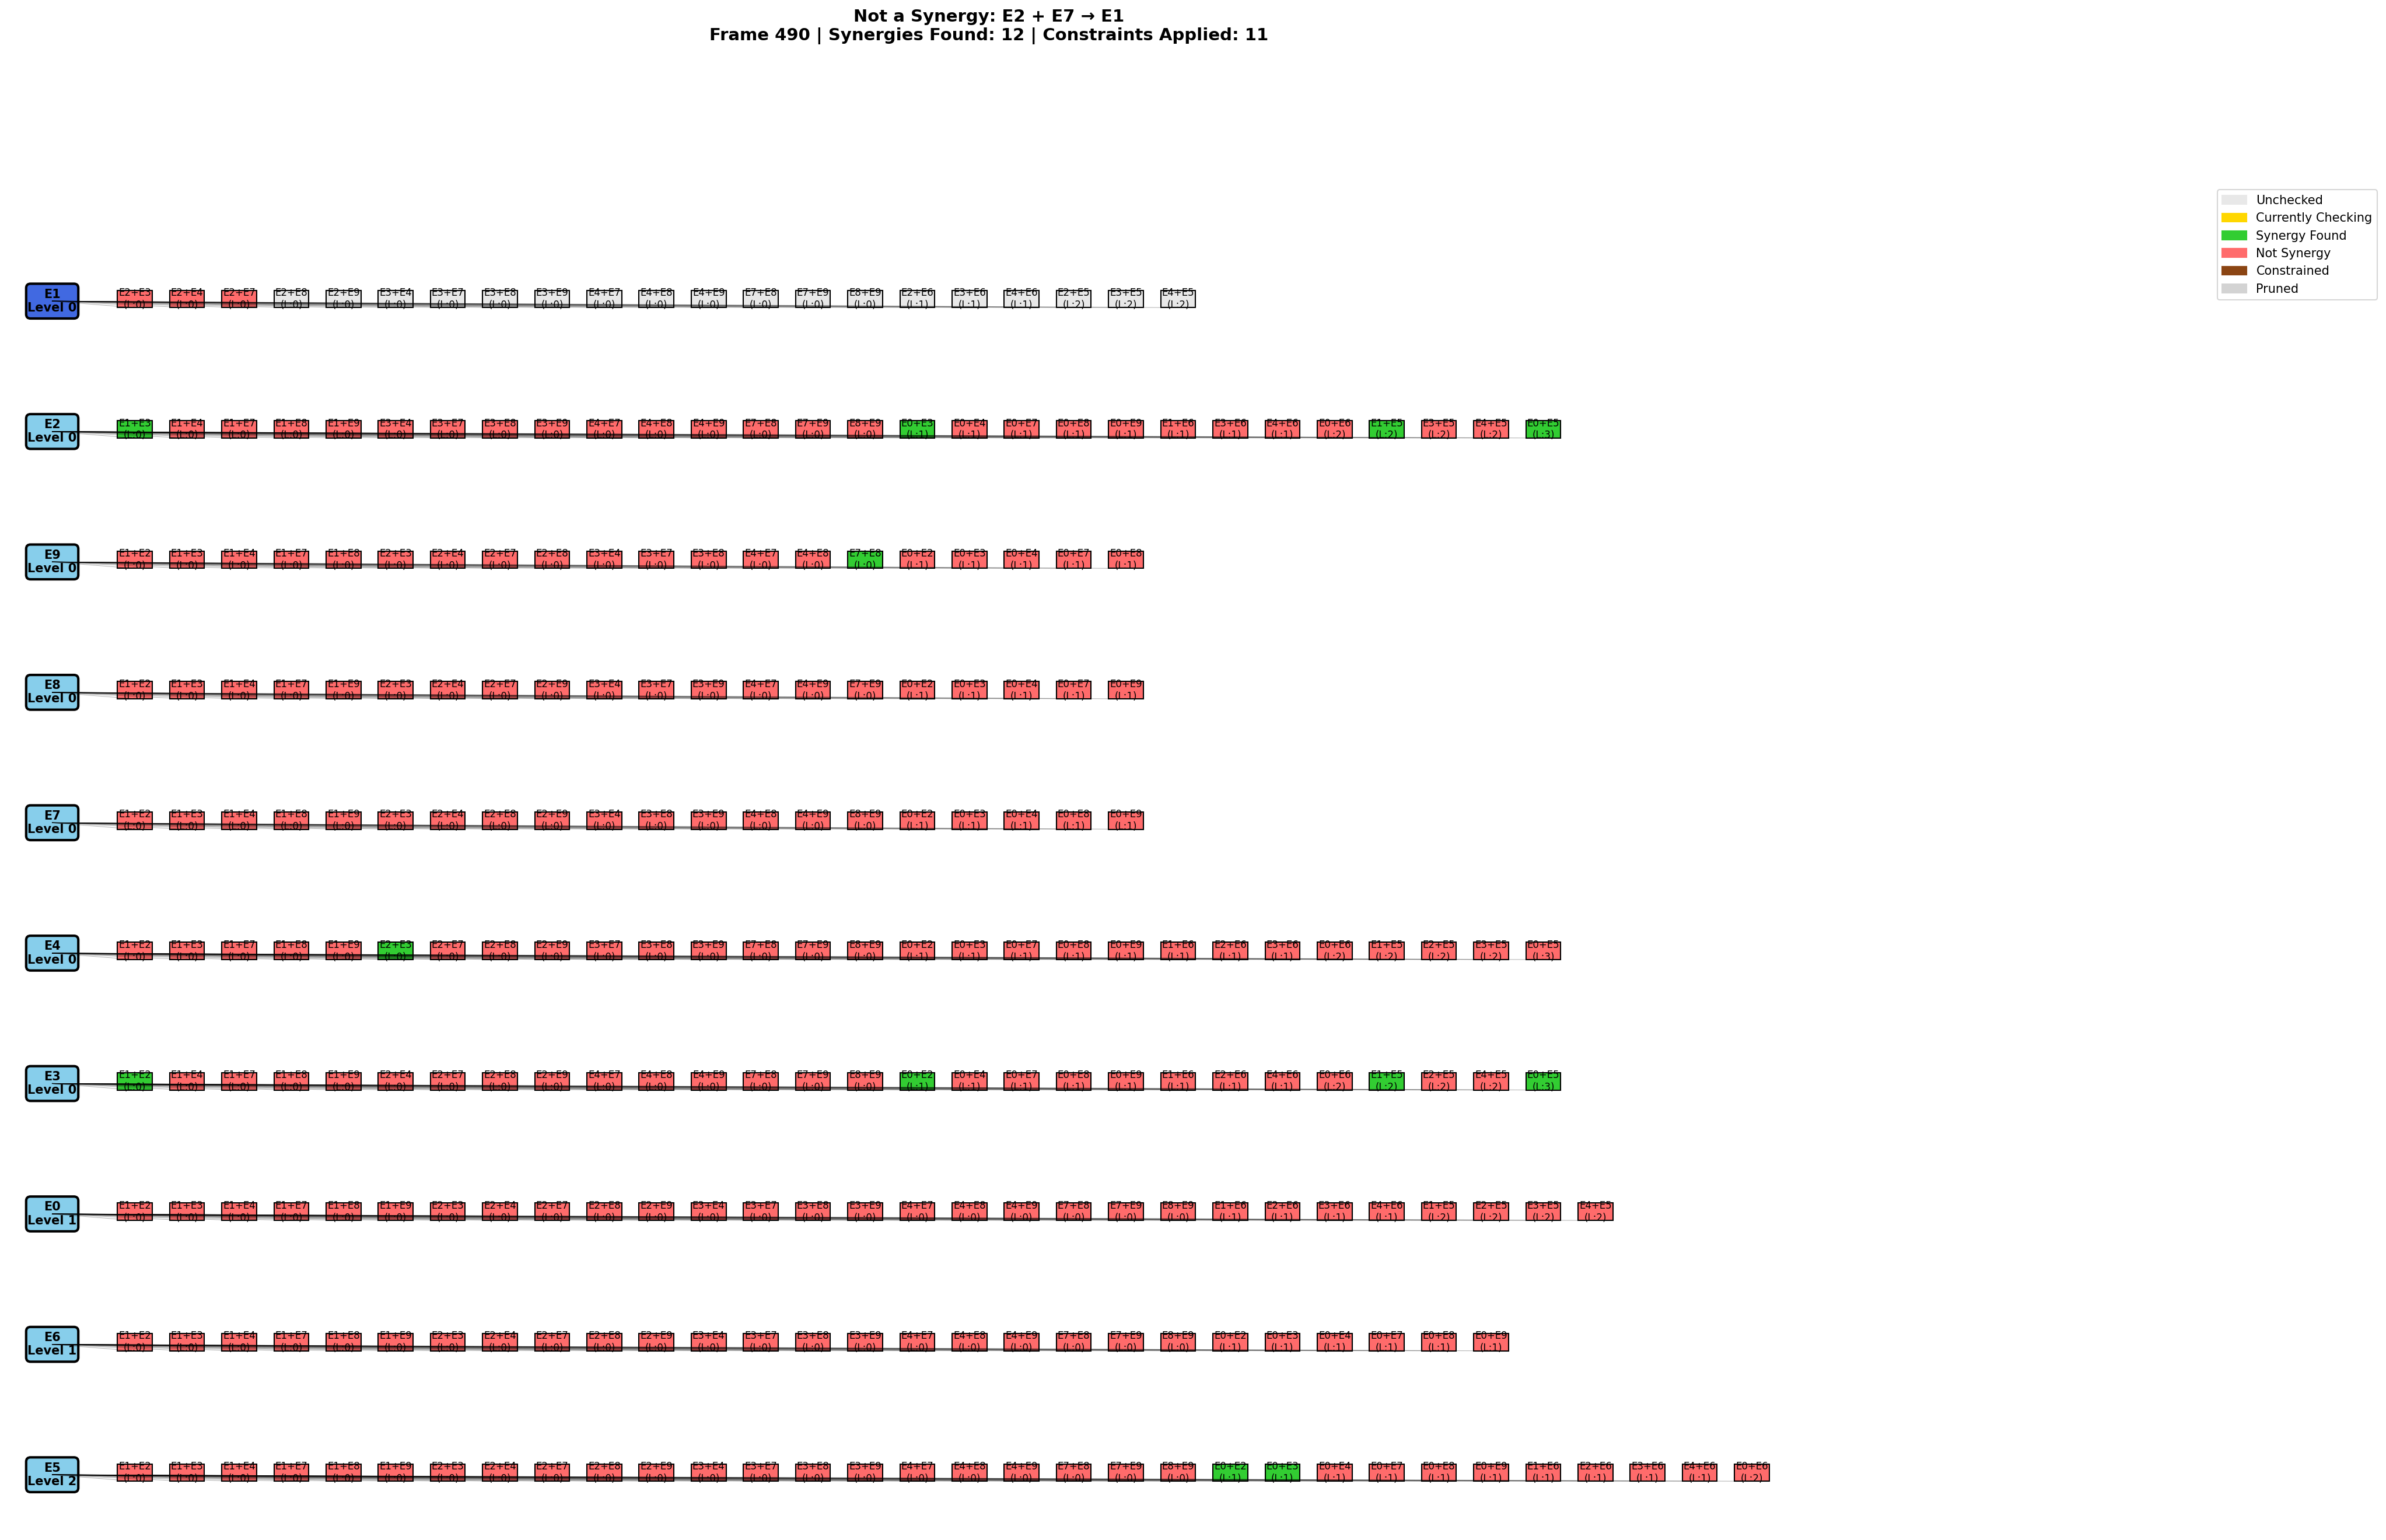 Not a Synergy: E2 + E7 → E1
Frame 490 | Synergies Found: 12 | Constraints Applied: 11
Unchecked
Currently Checking
Synergy Found
Not Synergy
Constrained
Pruned
E1 E2+E3 E2+E4 E2+E7 E2+E8 E2+E9 E3+E4 E3+E7 E3+E8 E3+E9 E4+E7 E4+E8 E4+E9 E7+E8 E7+E9 E8+E9 E2+E6 E3+E6 E4+E6 E2+E5 E3+E5 E4+E5
Level 0 (L:0) (L:0) (L:0) (L:0) (L:0) (L:0) (L:0) (L:0) (L:0) (L:0) (L:0) (L:0) (L:0) (L:0) (L:0) (L:1) (L:1) (L:1) (L:2) (L:2) (L:2)
E2 E1+E3 E1+E4 E1+E7 E1+E8 E1+E9 E3+E4 E3+E7 E3+E8 E3+E9 E4+E7 E4+E8 E4+E9 E7+E8 E7+E9 E8+E9 E0+E3 E0+E4 E0+E7 E0+E8 E0+E9 E1+E6 E3+E6 E4+E6 E0+E6 E1+E5 E3+E5 E4+E5 E0+E5
Level 0 (L:0) (L:0) (L:0) (L:0) (L:0) (L:0) (L:0) (L:0) (L:0) (L:0) (L:0) (L:0) (L:0) (L:0) (L:0) (L:1) (L:1) (L:1) (L:1) (L:1) (L:1) (L:1) (L:1) (L:2) (L:2) (L:2) (L:2) (L:3)
E9 E1+E2 E1+E3 E1+E4 E1+E7 E1+E8 E2+E3 E2+E4 E2+E7 E2+E8 E3+E4 E3+E7 E3+E8 E4+E7 E4+E8 E7+E8 E0+E2 E0+E3 E0+E4 E0+E7 E0+E8
Level 0 (L:0) (L:0) (L:0) (L:0) (L:0) (L:0) (L:0) (L:0) (L:0) (L:0) (L:0) (L:0) (L:0) (L:0) (L:0) (L:1) (L:1) (L:1) (L:1) (L:1)
E8 E1+E2 E1+E3 E1+E4 E1+E7 E1+E9 E2+E3 E2+E4 E2+E7 E2+E9 E3+E4 E3+E7 E3+E9 E4+E7 E4+E9 E7+E9 E0+E2 E0+E3 E0+E4 E0+E7 E0+E9
Level 0 (L:0) (L:0) (L:0) (L:0) (L:0) (L:0) (L:0) (L:0) (L:0) (L:0) (L:0) (L:0) (L:0) (L:0) (L:0) (L:1) (L:1) (L:1) (L:1) (L:1)
E7 E1+E2 E1+E3 E1+E4 E1+E8 E1+E9 E2+E3 E2+E4 E2+E8 E2+E9 E3+E4 E3+E8 E3+E9 E4+E8 E4+E9 E8+E9 E0+E2 E0+E3 E0+E4 E0+E8 E0+E9
Level 0 (L:0) (L:0) (L:0) (L:0) (L:0) (L:0) (L:0) (L:0) (L:0) (L:0) (L:0) (L:0) (L:0) (L:0) (L:0) (L:1) (L:1) (L:1) (L:1) (L:1)
E4 E1+E2 E1+E3 E1+E7 E1+E8 E1+E9 E2+E3 E2+E7 E2+E8 E2+E9 E3+E7 E3+E8 E3+E9 E7+E8 E7+E9 E8+E9 E0+E2 E0+E3 E0+E7 E0+E8 E0+E9 E1+E6 E2+E6 E3+E6 E0+E6 E1+E5 E2+E5 E3+E5 E0+E5
Level 0 (L:0) (L:0) (L:0) (L:0) (L:0) (L:0) (L:0) (L:0) (L:0) (L:0) (L:0) (L:0) (L:0) (L:0) (L:0) (L:1) (L:1) (L:1) (L:1) (L:1) (L:1) (L:1) (L:1) (L:2) (L:2) (L:2) (L:2) (L:3)
E3 E1+E2 E1+E4 E1+E7 E1+E8 E1+E9 E2+E4 E2+E7 E2+E8 E2+E9 E4+E7 E4+E8 E4+E9 E7+E8 E7+E9 E8+E9 E0+E2 E0+E4 E0+E7 E0+E8 E0+E9 E1+E6 E2+E6 E4+E6 E0+E6 E1+E5 E2+E5 E4+E5 E0+E5
Level 0 (L:0) (L:0) (L:0) (L:0) (L:0) (L:0) (L:0) (L:0) (L:0) (L:0) (L:0) (L:0) (L:0) (L:0) (L:0) (L:1) (L:1) (L:1) (L:1) (L:1) (L:1) (L:1) (L:1) (L:2) (L:2) (L:2) (L:2) (L:3)
E0 E1+E2 E1+E3 E1+E4 E1+E7 E1+E8 E1+E9 E2+E3 E2+E4 E2+E7 E2+E8 E2+E9 E3+E4 E3+E7 E3+E8 E3+E9 E4+E7 E4+E8 E4+E9 E7+E8 E7+E9 E8+E9 E1+E6 E2+E6 E3+E6 E4+E6 E1+E5 E2+E5 E3+E5 E4+E5
Level 1 (L:0) (L:0) (L:0) (L:0) (L:0) (L:0) (L:0) (L:0) (L:0) (L:0) (L:0) (L:0) (L:0) (L:0) (L:0) (L:0) (L:0) (L:0) (L:0) (L:0) (L:0) (L:1) (L:1) (L:1) (L:1) (L:2) (L:2) (L:2) (L:2)
E6 E1+E2 E1+E3 E1+E4 E1+E7 E1+E8 E1+E9 E2+E3 E2+E4 E2+E7 E2+E8 E2+E9 E3+E4 E3+E7 E3+E8 E3+E9 E4+E7 E4+E8 E4+E9 E7+E8 E7+E9 E8+E9 E0+E2 E0+E3 E0+E4 E0+E7 E0+E8 E0+E9
Level 1 (L:0) (L:0) (L:0) (L:0) (L:0) (L:0) (L:0) (L:0) (L:0) (L:0) (L:0) (L:0) (L:0) (L:0) (L:0) (L:0) (L:0) (L:0) (L:0) (L:0) (L:0) (L:1) (L:1) (L:1) (L:1) (L:1) (L:1)
E5 E1+E2 E1+E3 E1+E4 E1+E7 E1+E8 E1+E9 E2+E3 E2+E4 E2+E7 E2+E8 E2+E9 E3+E4 E3+E7 E3+E8 E3+E9 E4+E7 E4+E8 E4+E9 E7+E8 E7+E9 E8+E9 E0+E2 E0+E3 E0+E4 E0+E7 E0+E8 E0+E9 E1+E6 E2+E6 E3+E6 E4+E6 E0+E6
Level 2 (L:0) (L:0) (L:0) (L:0) (L:0) (L:0) (L:0) (L:0) (L:0) (L:0) (L:0) (L:0) (L:0) (L:0) (L:0) (L:0) (L:0) (L:0) (L:0) (L:0) (L:0) (L:1) (L:1) (L:1) (L:1) (L:1) (L:1) (L:1) (L:1) (L:1) (L:1) (L:2)